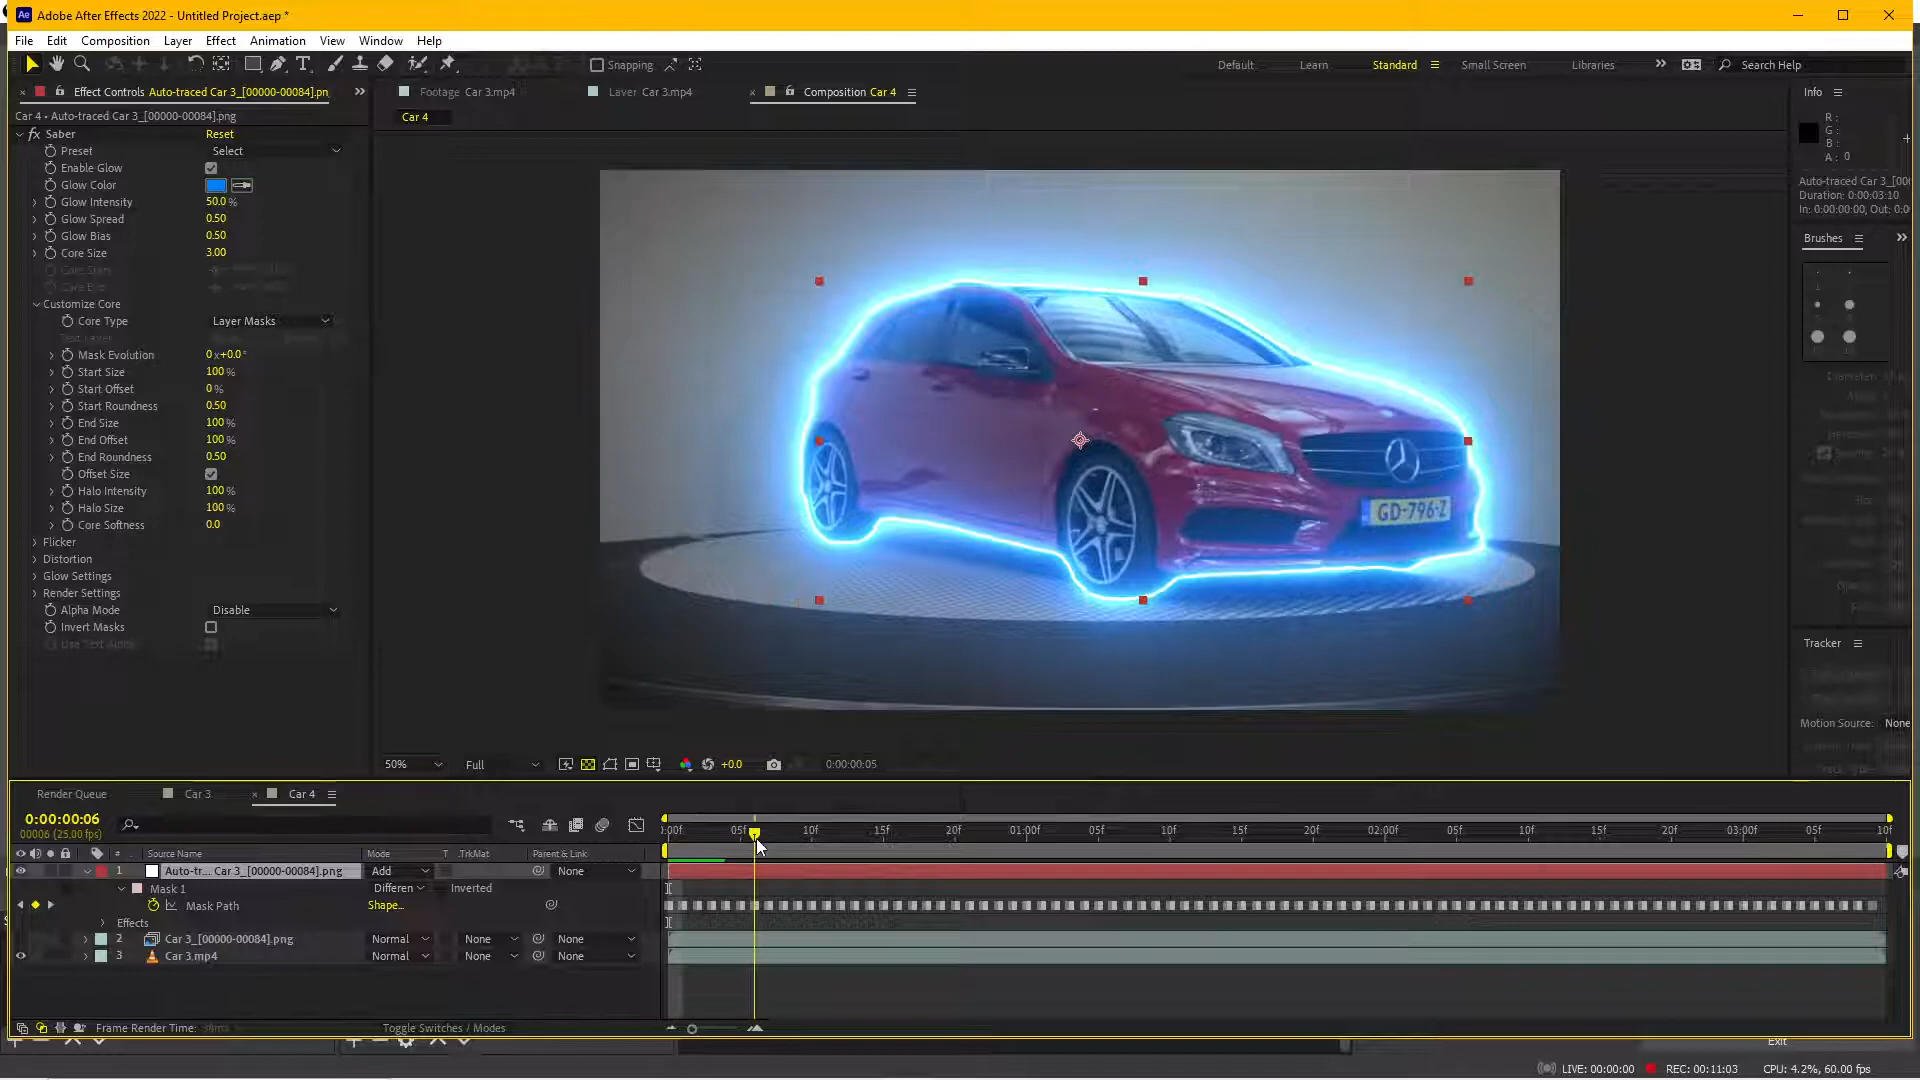 Ae Adobe After Effects 2022 - Untitled Project.aep *
File Edit Composition Layer Effect Animation View Window Help
Snapping Default Learn Standard Small Screen Libraries Search Help
Effect Controls Auto-traced Car 3_[00000-00084].pn
Footage Car 3.mp4 Layer Car 3.mp4 Composition Car 4
Info
Car 4 • Auto-traced Car 3_[00000-00084].png
Car 4
R :
G :
B :
A : 0
fx Saber Reset
Preset Select
Enable Glow
Glow Color
Glow Intensity 50.0 %
Glow Spread 0.50
Glow Bias 0.50
Core Size 3.00
Customize Core
Core Type Layer Masks
Mask Evolution 0 x+0.0°
Start Size 100 %
Start Offset 0 %
Start Roundness 0.50
End Size 100 %
End Offset 100 %
End Roundness 0.50
Offset Size
Halo Intensity 100 %
Halo Size 100 %
Core Softness 0.0
Flicker
Distortion
Glow Settings
Render Settings
Alpha Mode Disable
Invert Masks
Use Text Alpha
Auto-traced Car 3_[00
Duration: 0:00:03:10
In: 0:00:00:00, Out: 0:0
Brushes
GD-796-Z
Tracker
Motion Source: None
50% Full +0.0 0:00:00:05
Render Queue Car 3 Car 4
0:00:00:06
00006 (25.00 fps)
05f 10f 15f 20f 01:00f 05f 10f 15f 20f 02:00f 05f 10f 15f 20f 03:00f 05f 10f
# Source Name Mode T .TrkMat Parent & Link
1 Auto-tr... Car 3_[00000-00084].png Add None
Mask 1 Differen Inverted
Mask Path Shape...
Effects
2 Car 3_[00000-00084].png Normal None None
3 Car 3.mp4 Normal None None
Frame Render Time: Toggle Switches / Modes
Exit
LIVE: 00:00:00 REC: 00:11:03 CPU: 4.2%, 60.00 fps